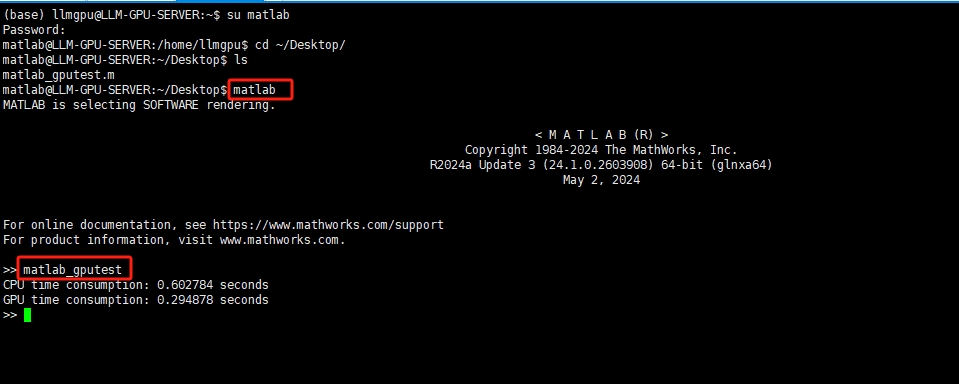 (base) llmgpu@LLM-GPU-SERVER:~$ su matlab
Password:
matlab@LLM-GPU-SERVER:/home/llmgpu$ cd ~/Desktop/
matlab@LLM-GPU-SERVER:~/Desktop$ ls
matlab_gputest.m
matlab@LLM-GPU-SERVER:~/Desktop$ matlab
MATLAB is selecting SOFTWARE rendering.
< M A T L A B (R) >
Copyright 1984-2024 The MathWorks, Inc.
R2024a Update 3 (24.1.0.2603908) 64-bit (glnxa64)
May 2, 2024
For online documentation, see https://www.mathworks.com/support
For product information, visit www.mathworks.com.
>> matlab_gputest
CPU time consumption: 0.602784 seconds
GPU time consumption: 0.294878 seconds
>>